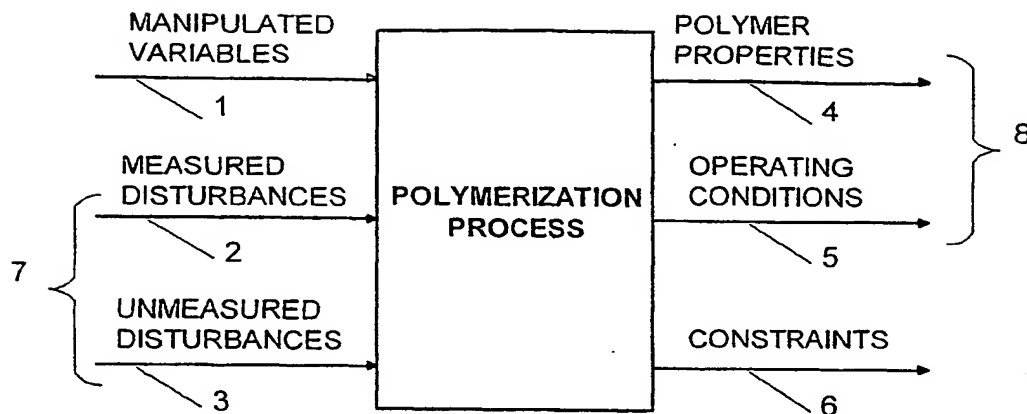 MANIPULATED
VARIABLES
1
MEASURED
DISTURBANCES
2
7
UNMEASURED
DISTURBANCES
3
POLYMERIZATION
PROCESS
POLYMER
PROPERTIES
4
8
OPERATING
CONDITIONS
5
CONSTRAINTS
6